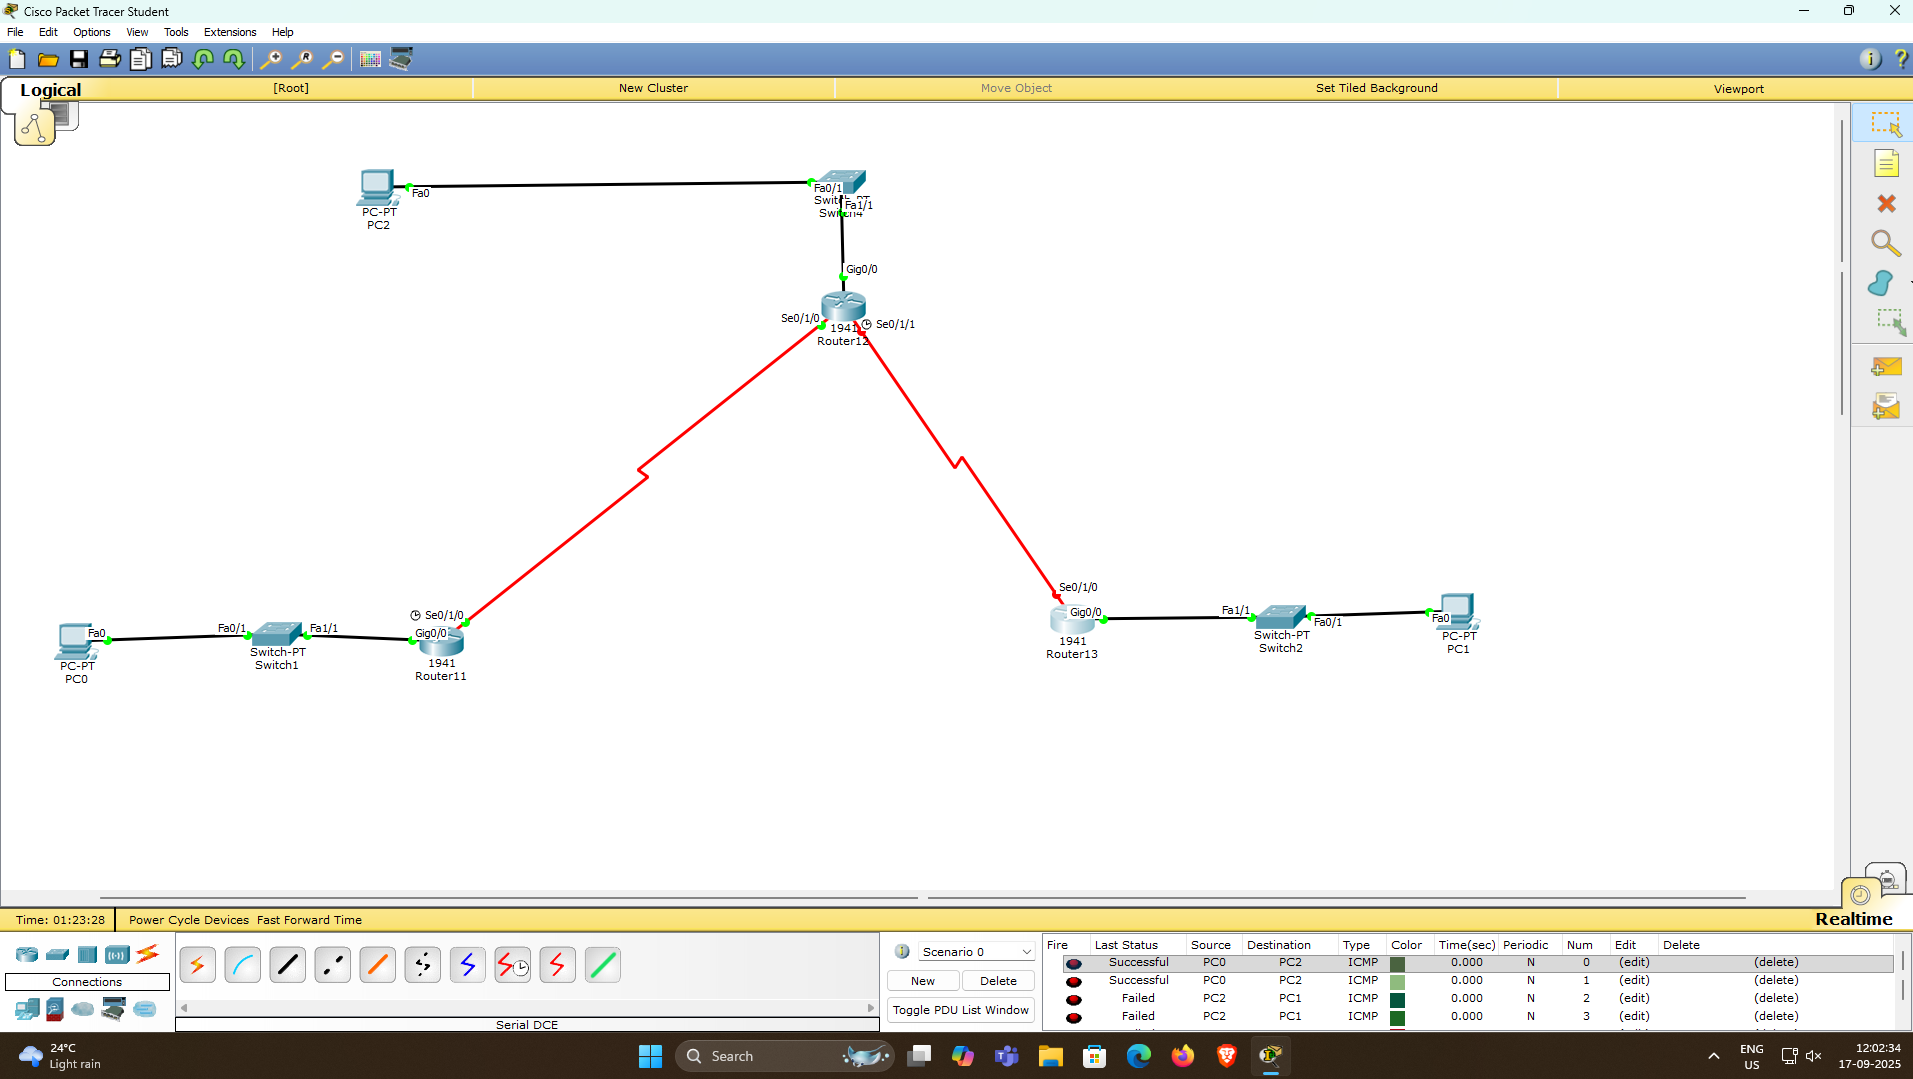 Cisco Packet Tracer Student
File Edit Options View Tools Extensions Help
Logical [Root] New Cluster Move Object Set Tiled Background Viewport
Fa0
PC-PT
PC2
Fa0/1
Fa1/1
Switch4
Gig0/0
Se0/1/0
Se0/1/1
1941
Router12
Se0/1/0
Gig0/0
1941
Router13
Fa1/1
Fa0/1
Switch-PT
Switch2
Fa0
PC-PT
PC1
Fa0
PC-PT
PC0
Fa0/1
Fa1/1
Switch-PT
Switch1
Se0/1/0
Gig0/0
1941
Router11
Time: 01:23:28 Power Cycle Devices Fast Forward Time
Realtime
Connections
Serial DCE
Scenario 0
New Delete
Toggle PDU List Window
Fire Last Status Source Destination Type Color Time(sec) Periodic Num Edit Delete
Successful PC0 PC2 ICMP 0.000 N 0 (edit) (delete)
Successful PC0 PC2 ICMP 0.000 N 1 (edit) (delete)
Failed PC2 PC1 ICMP 0.000 N 2 (edit) (delete)
Failed PC2 PC1 ICMP 0.000 N 3 (edit) (delete)
24°C
Light rain
Search
ENG
US
12:02:34
17-09-2025